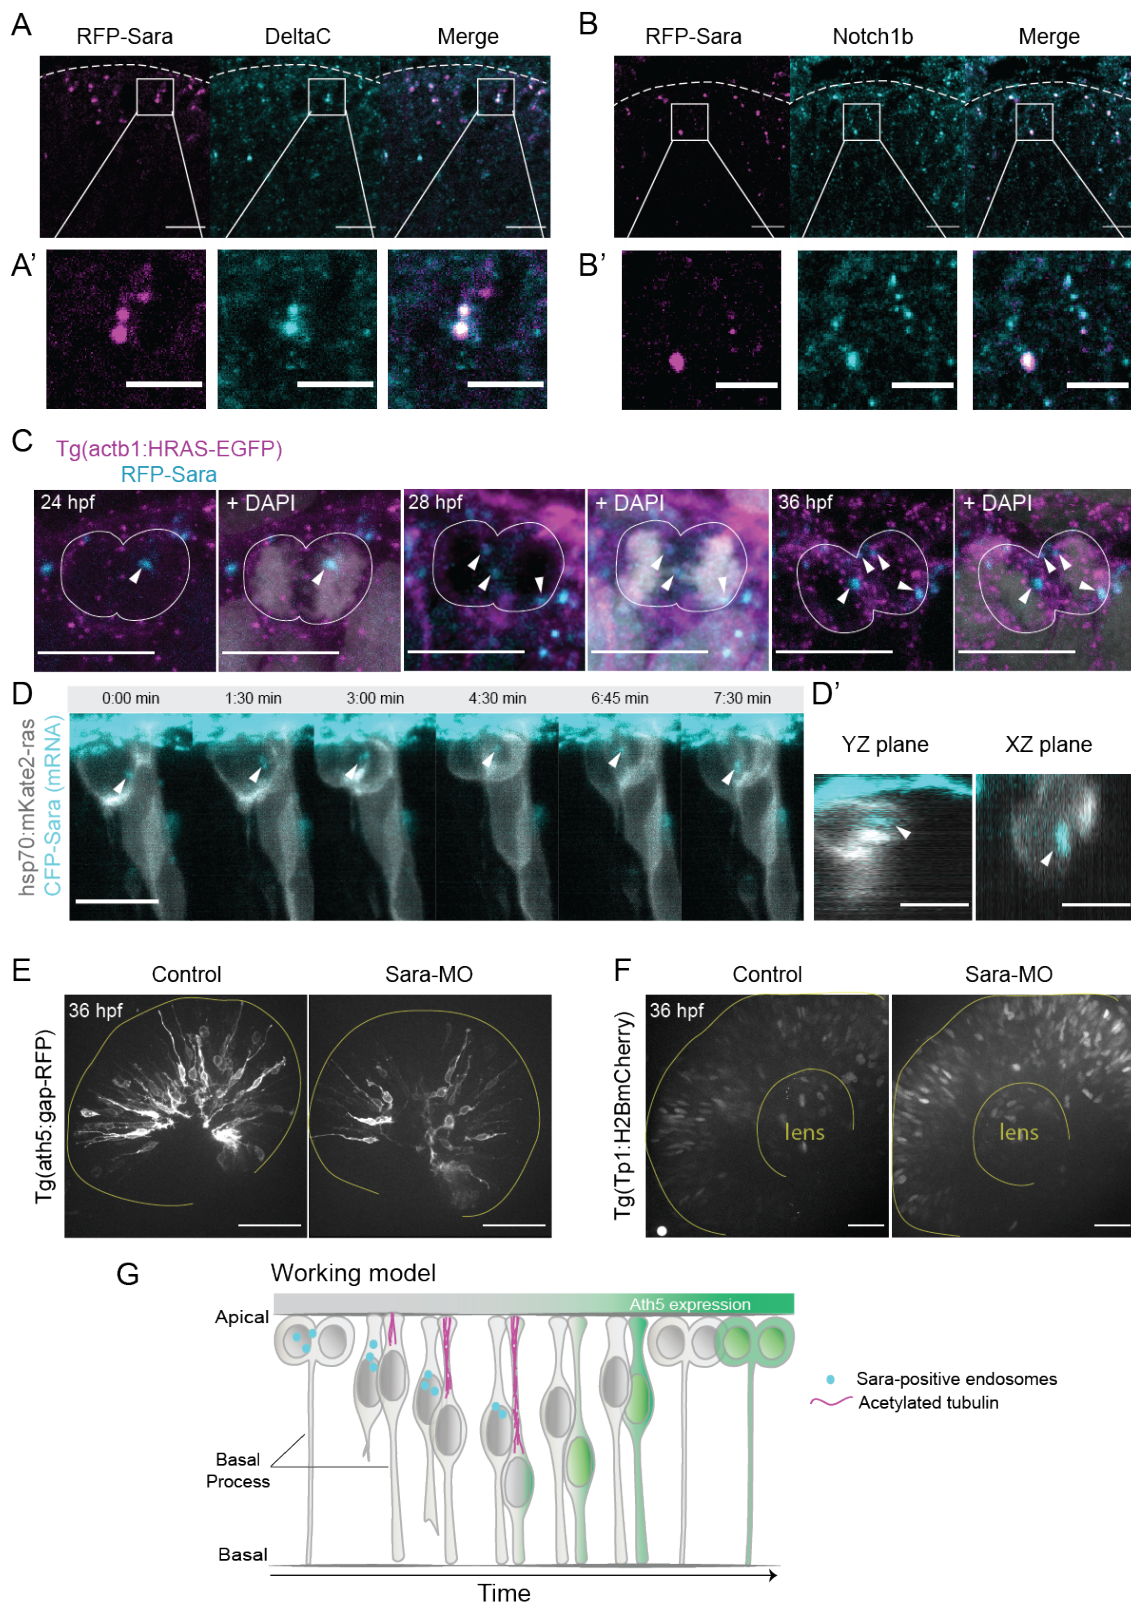 A
RFP-Sara
DeltaC
Merge
B
RFP-Sara
Notch1b
Merge
A’
B’
C
Tg(actb1:HRAS-EGFP)
RFP-Sara
24 hpf
+ DAPI
28 hpf
+ DAPI
36 hpf
+ DAPI
D
0:00 min
1:30 min
3:00 min
4:30 min
6:45 min
7:30 min
hsp70:mKate2-ras
CFP-Sara (mRNA)
D’
YZ plane
XZ plane
E
Control
Sara-MO
36 hpf
Tg(ath5:gap-RFP)
F
Control
Sara-MO
36 hpf
lens
lens
Tg(Tp1:H2BmCherry)
G
Working model
Ath5 expression
Apical
Sara-positive endosomes
Acetylated tubulin
Basal
Process
Basal
Time